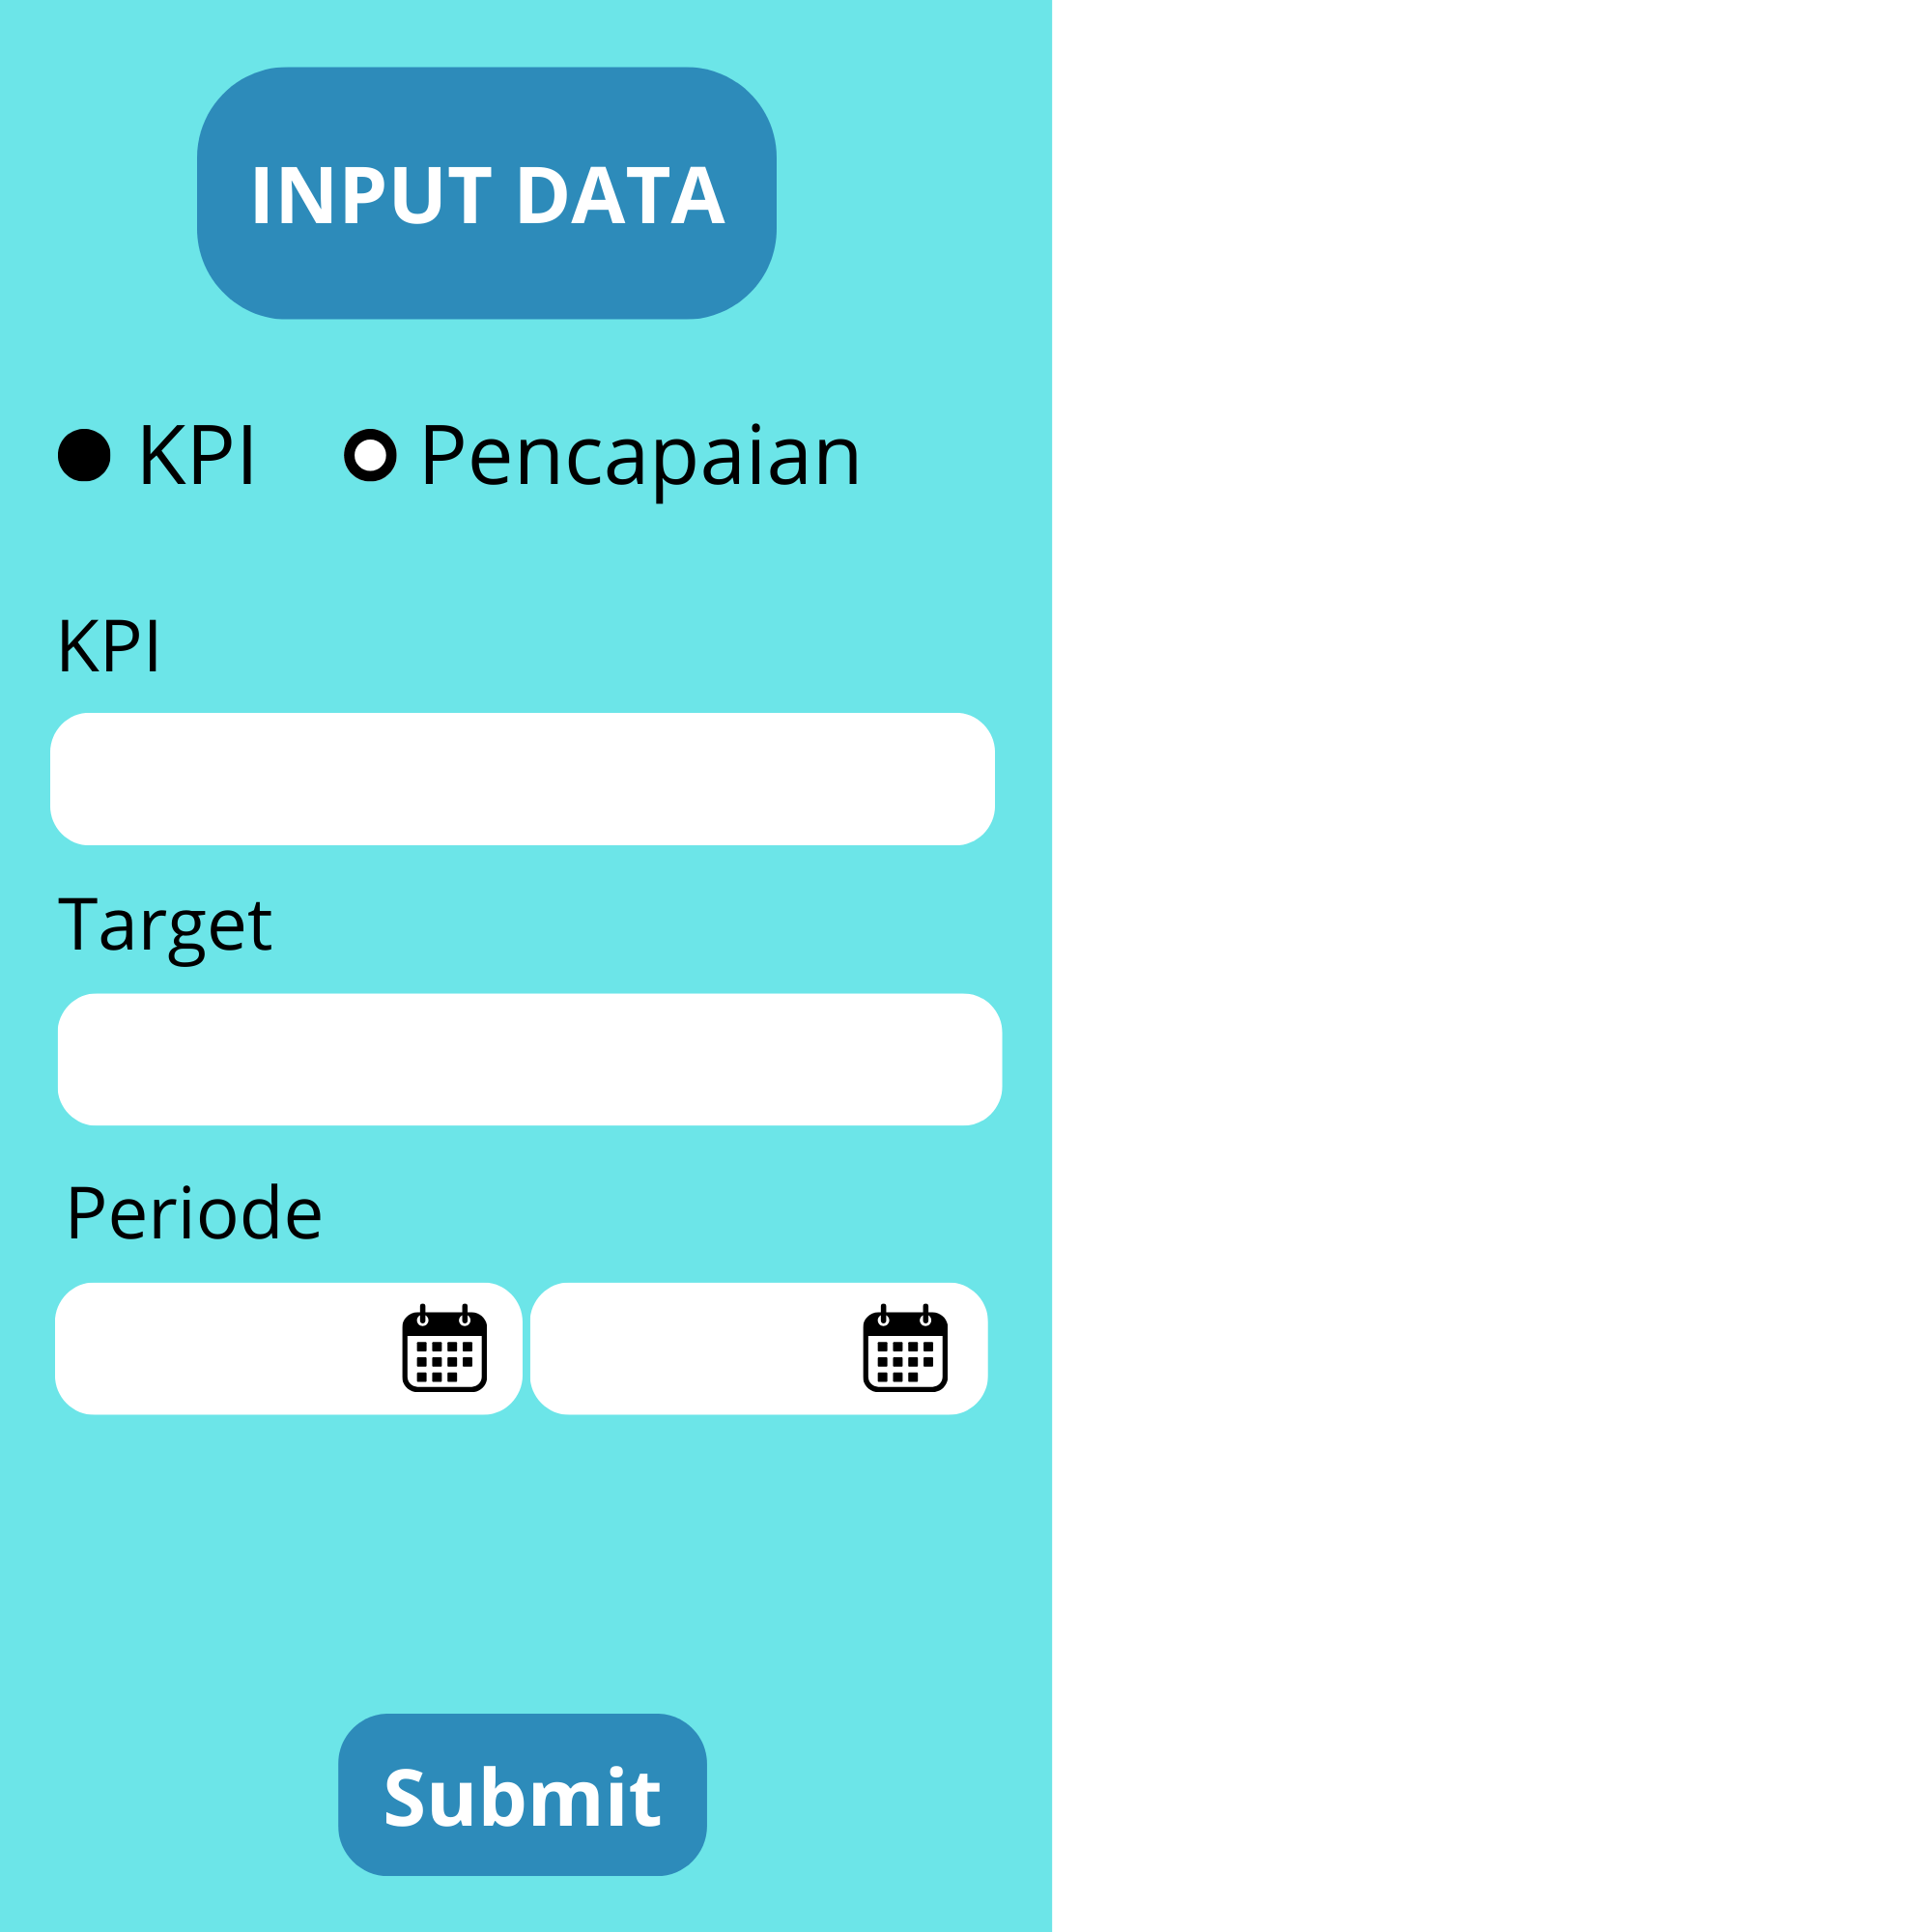 INPUT DATA
KPI Pencapaian
KPI
Target
Periode
Submit